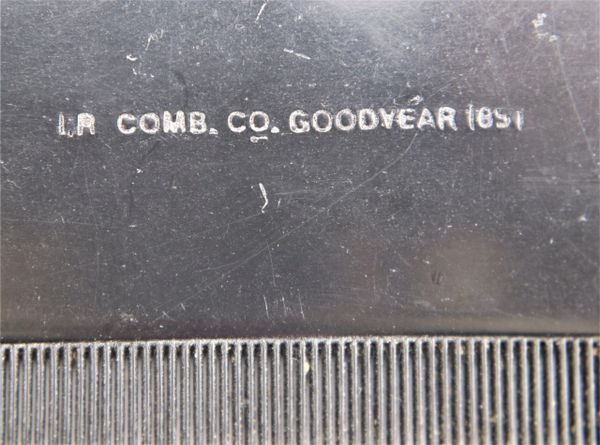 I.R COMB. CO. GOODYEAR 1851